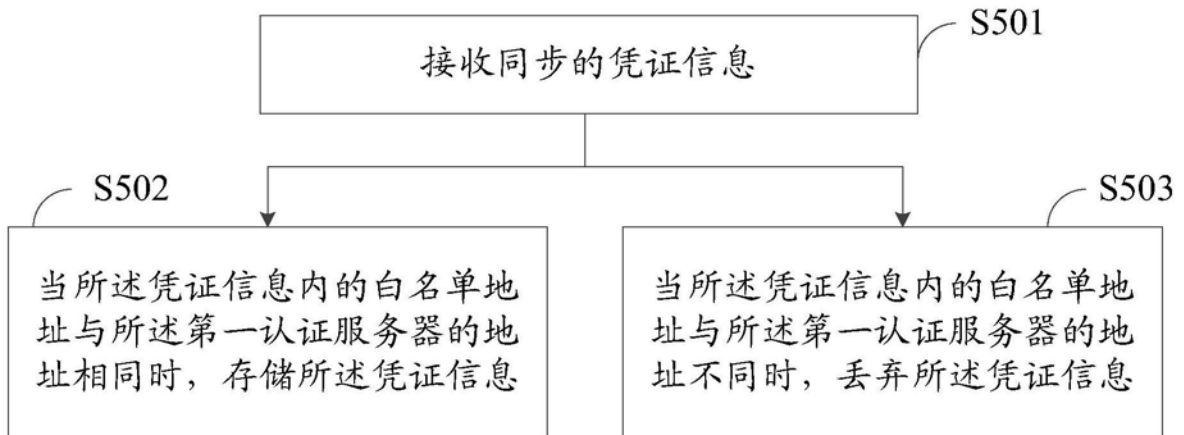 S501
接收同步的凭证信息
S502
当所述凭证信息内的白名单地
址与所述第一认证服务器的地
址相同时，存储所述凭证信息
S503
当所述凭证信息内的白名单地
址与所述第一认证服务器的地
址不同时，丢弃所述凭证信息